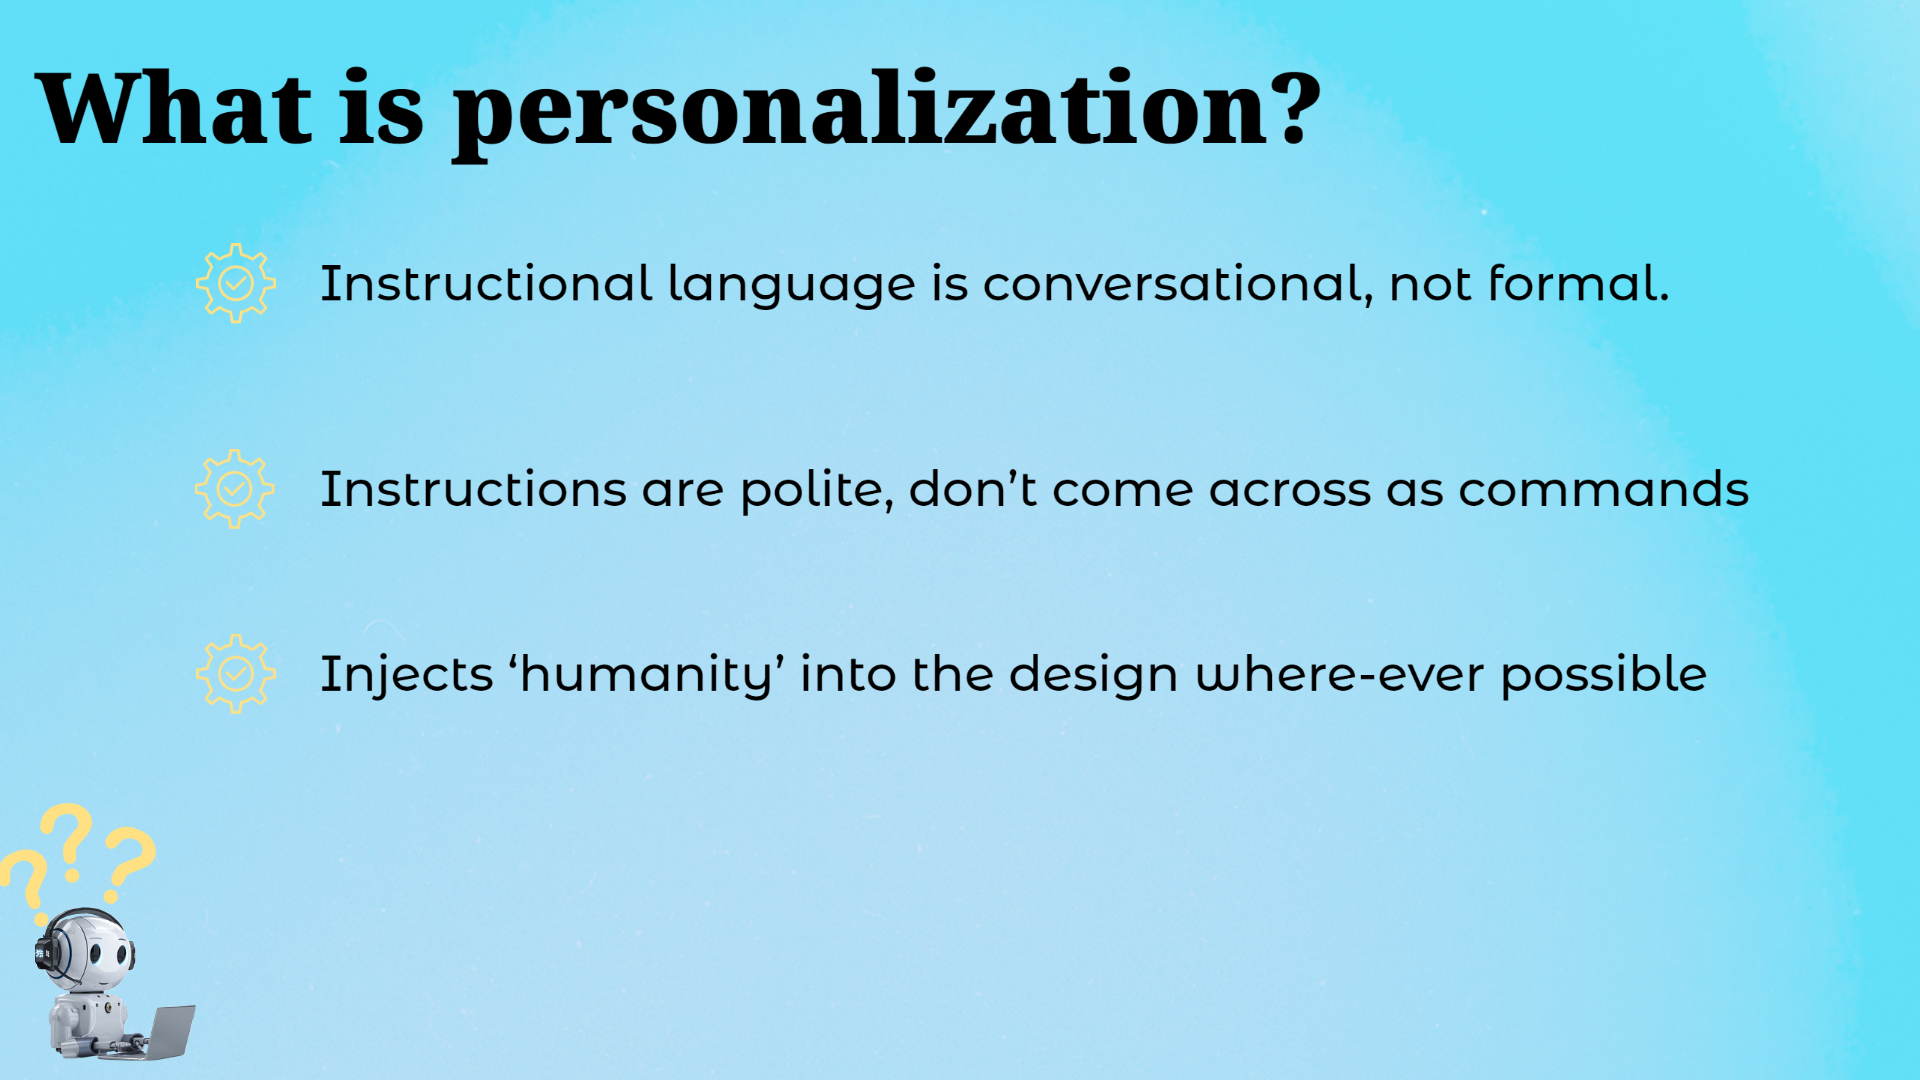 What is personalization?
Instructional language is conversational, not formal.
Instructions are polite, don’t come across as commands
Injects ‘humanity’ into the design where-ever possible
???